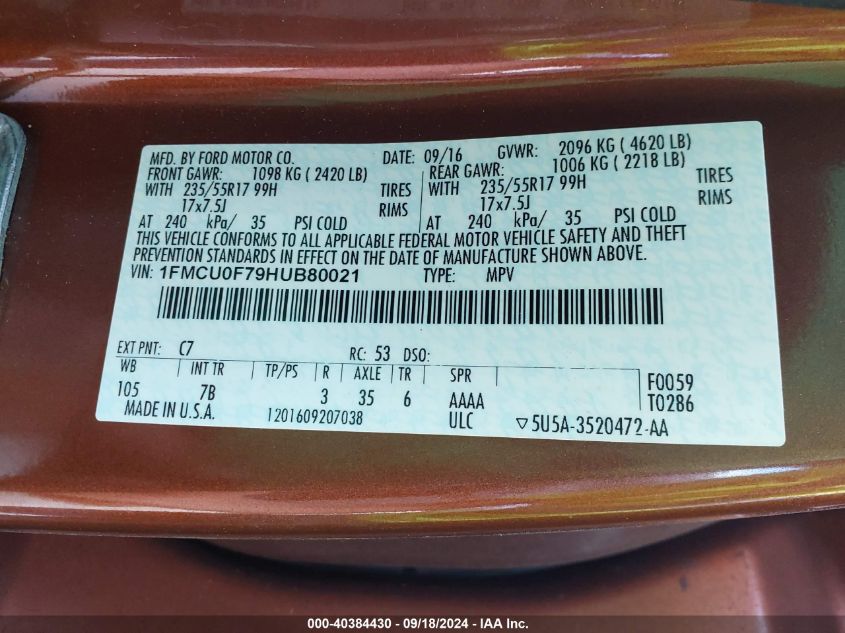 MFD. BY FORD MOTOR CO. DATE: 09/16 GVWR: 2096 KG ( 4620 LB)
FRONT GAWR: 1098 KG ( 2420 LB) REAR GAWR: 1006 KG ( 2218 LB)
WITH 235/55R17 99H TIRES WITH 235/55R17 99H TIRES
17x7.5J RIMS 17x7.5J RIMS
AT 240 kPa/ 35 PSI COLD AT 240 kPa/ 35 PSI COLD
THIS VEHICLE CONFORMS TO ALL APPLICABLE FEDERAL MOTOR VEHICLE SAFETY AND THEFT
PREVENTION STANDARDS IN EFFECT ON THE DATE OF MANUFACTURE SHOWN ABOVE.
VIN: 1FMCU0F79HUB80021 TYPE: MPV
EXT PNT: C7 RC: 53 DSO:
WB INT TR TP/PS R AXLE TR SPR F0059
105 7B 3 35 6 AAAA T0286
MADE IN U.S.A. 1201609207038 ULC ▽5U5A-3520472-AA
000-40384430 - 09/18/2024 - IAA Inc.